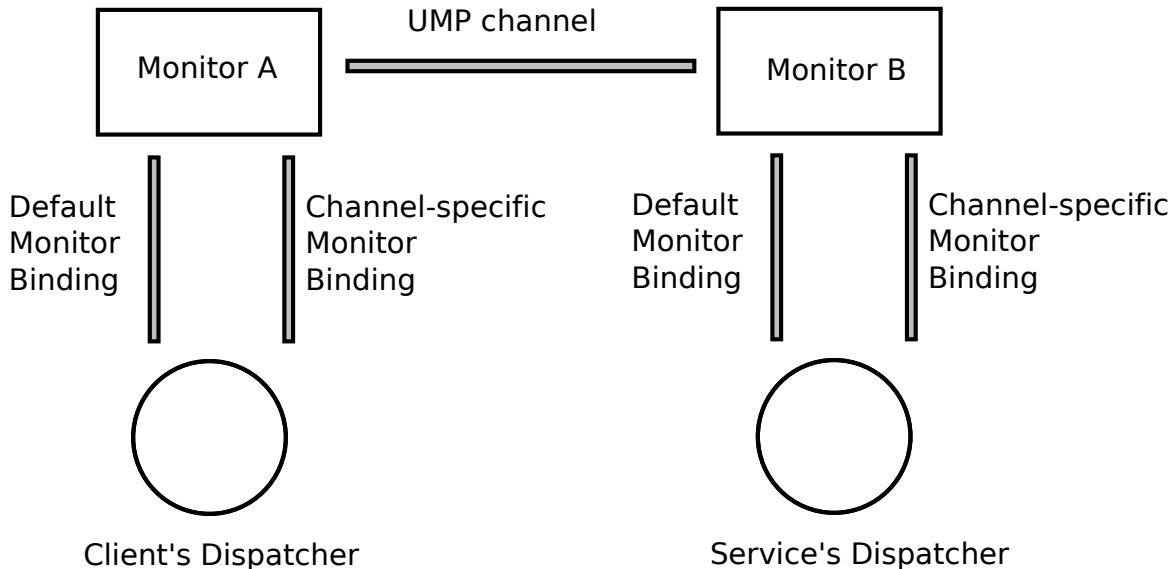 UMP channel
Monitor A
Monitor B
Default
Monitor
Binding
Channel-specific
Monitor
Binding
Default
Monitor
Binding
Channel-specific
Monitor
Binding
Client's Dispatcher
Service's Dispatcher